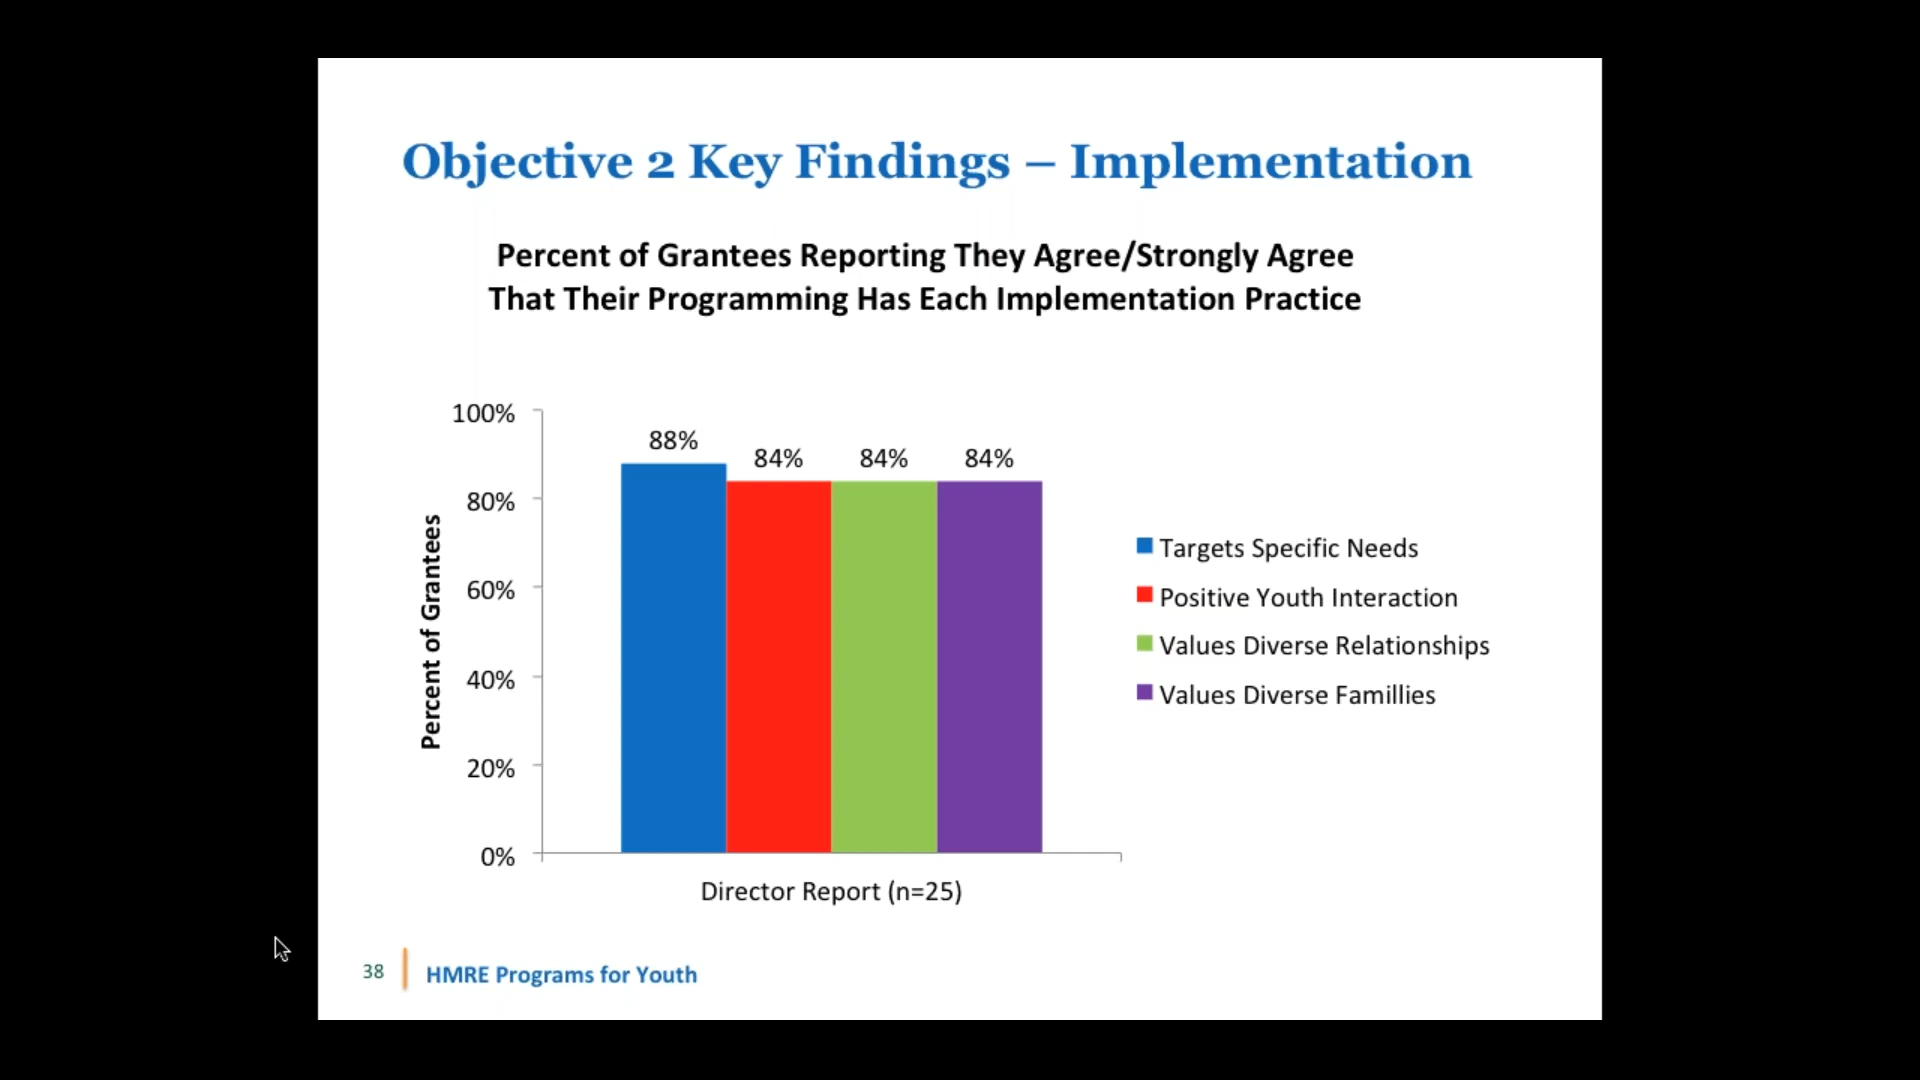 Objective 2 Key Findings – Implementation
Percent of Grantees Reporting They Agree/Strongly Agree
That Their Programming Has Each Implementation Practice
Percent of Grantees
100%
80%
60%
40%
20%
0%
88%
84%
84%
84%
Director Report (n=25)
Targets Specific Needs
Positive Youth Interaction
Values Diverse Relationships
Values Diverse Famillies
38
HMRE Programs for Youth